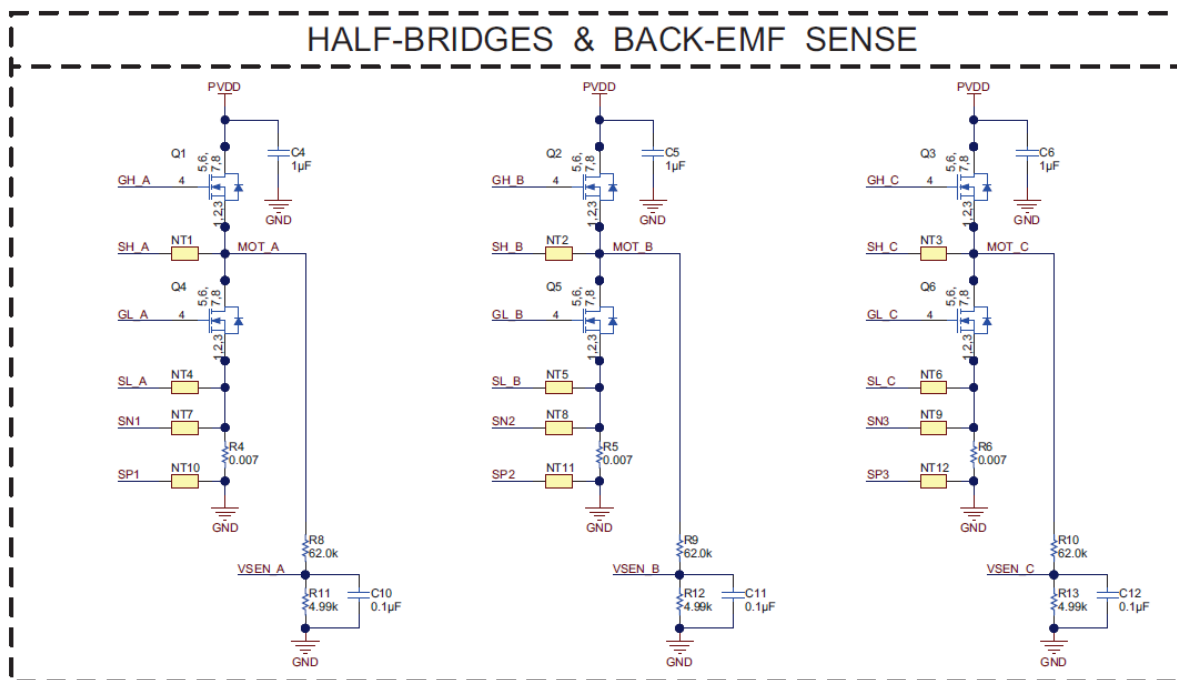 HALF-BRIDGES & BACK-EMF SENSE
PVDD
C4
1µF
Q1
5,6,
7,8
GH_A
4
1,2,3
GND
SH_A
NT1
MOT_A
Q4
5,6,
7,8
GL_A
4
1,2,3
SL_A
NT4
SN1
NT7
R4
0.007
SP1
NT10
GND
R8
62.0k
VSEN_A
R11
4.99k
C10
0.1µF
GND
PVDD
C5
1µF
Q2
5,6,
7,8
GH_B
4
1,2,3
GND
SH_B
NT2
MOT_B
Q5
5,6,
7,8
GL_B
4
1,2,3
SL_B
NT5
SN2
NT8
R5
0.007
SP2
NT11
GND
R9
62.0k
VSEN_B
R12
4.99k
C11
0.1µF
GND
PVDD
C6
1µF
Q3
5,6,
7,8
GH_C
4
1,2,3
GND
SH_C
NT3
MOT_C
Q6
5,6,
7,8
GL_C
4
1,2,3
SL_C
NT6
SN3
NT9
R6
0.007
SP3
NT12
GND
R10
62.0k
VSEN_C
R13
4.99k
C12
0.1µF
GND